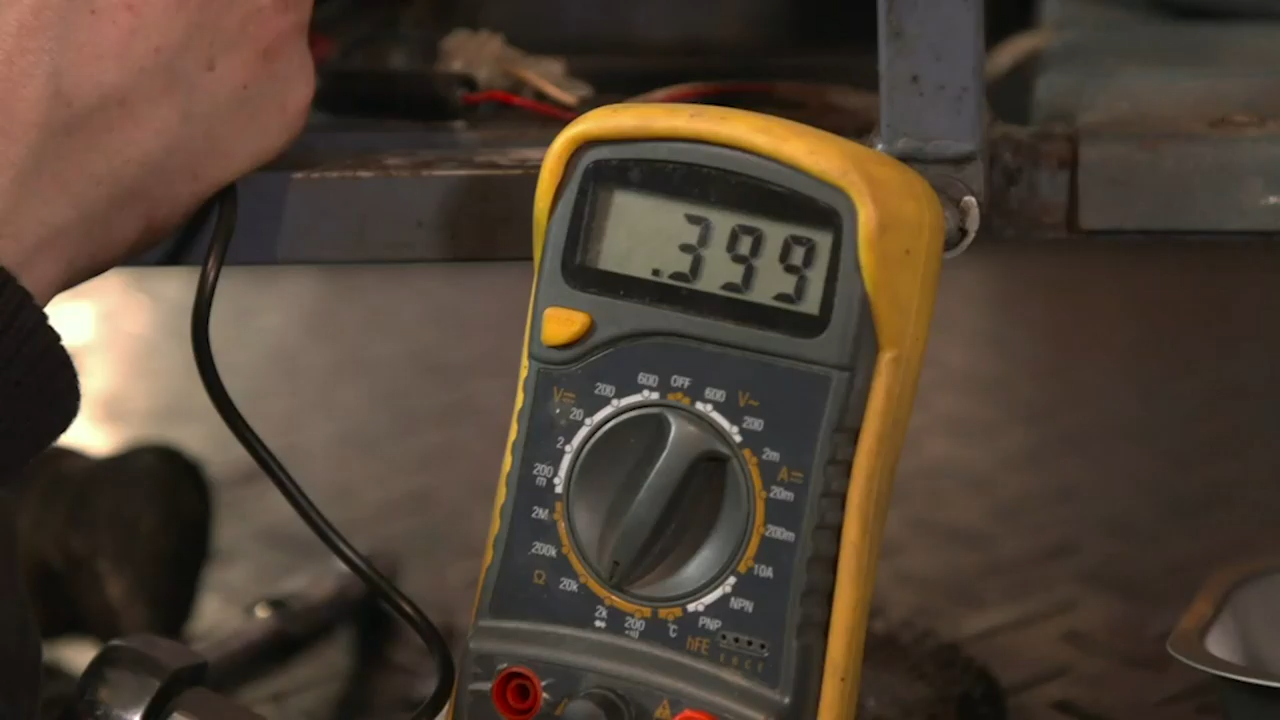 .399
600 OFF 600
V⎓ 200 V~ 200
20 2m
2 A⎓
200m 20m
2M 200m
200k 10A
Ω 20k NPN
2k 200 °C PNP
hFE
E B C E